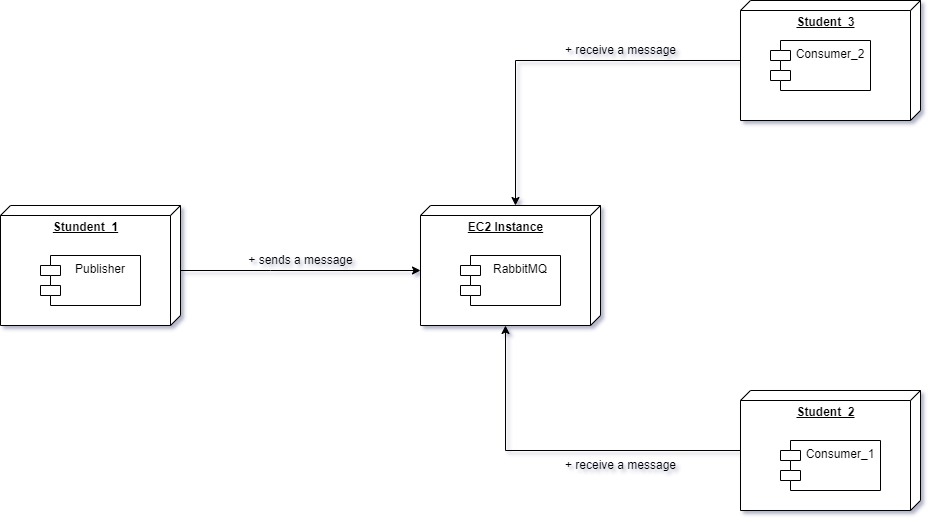 Student_3
Consumer_2
+ receive a message
Stundent_1
Publisher
+ sends a message
EC2 Instance
RabbitMQ
Student_2
Consumer_1
+ receive a message